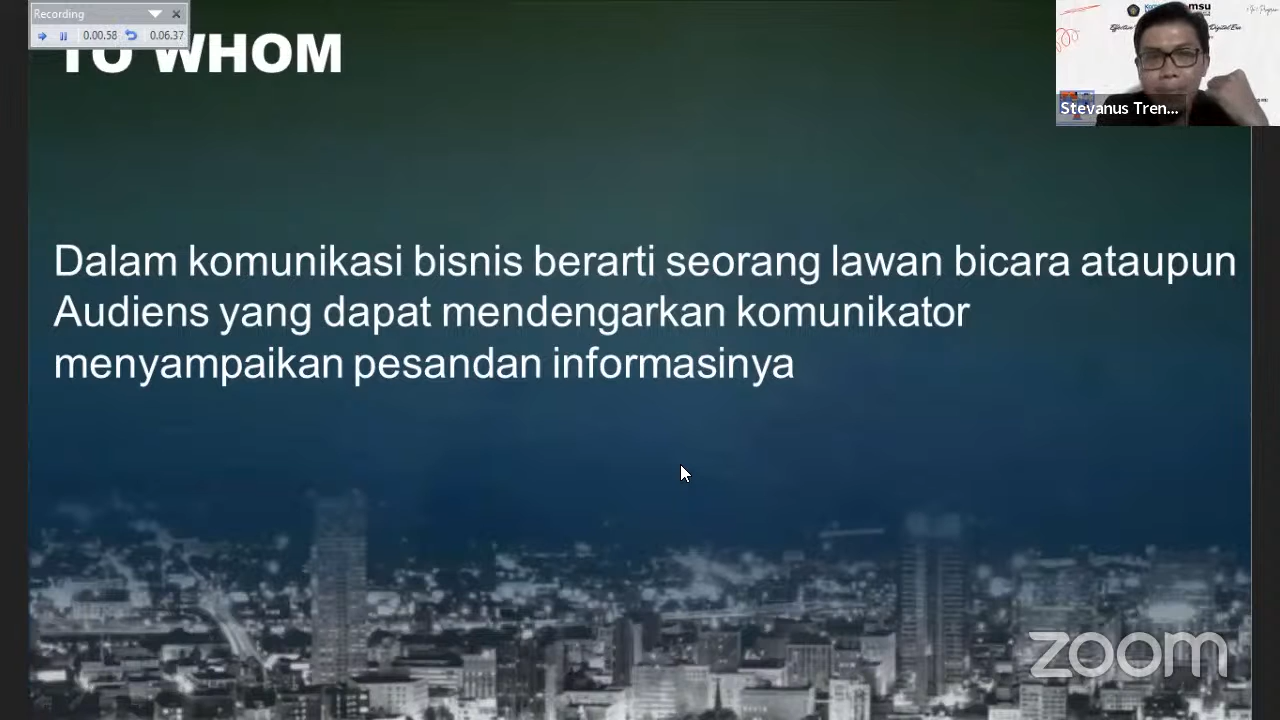 Recording
0.00.58
0.06.37
TO WHOM
msu
Stevanus Tren...
Dalam komunikasi bisnis berarti seorang lawan bicara ataupun
Audiens yang dapat mendengarkan komunikator
menyampaikan pesandan informasinya
zoom